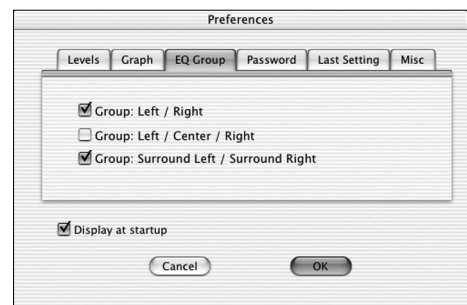 Preferences
Levels Graph EQ Group Password Last Setting Misc
Group: Left / Right
Group: Left / Center / Right
Group: Surround Left / Surround Right
Display at startup
Cancel OK